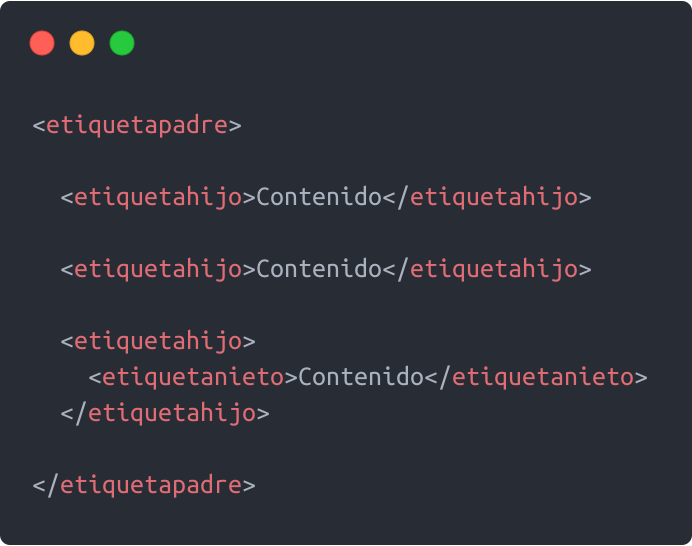 <etiquetapadre>
<etiquetahijo>Contenido</etiquetahijo>
<etiquetahijo>Contenido</etiquetahijo>
<etiquetahijo>
<etiquetanieto>Contenido</etiquetanieto>
</etiquetahijo>
</etiquetapadre>